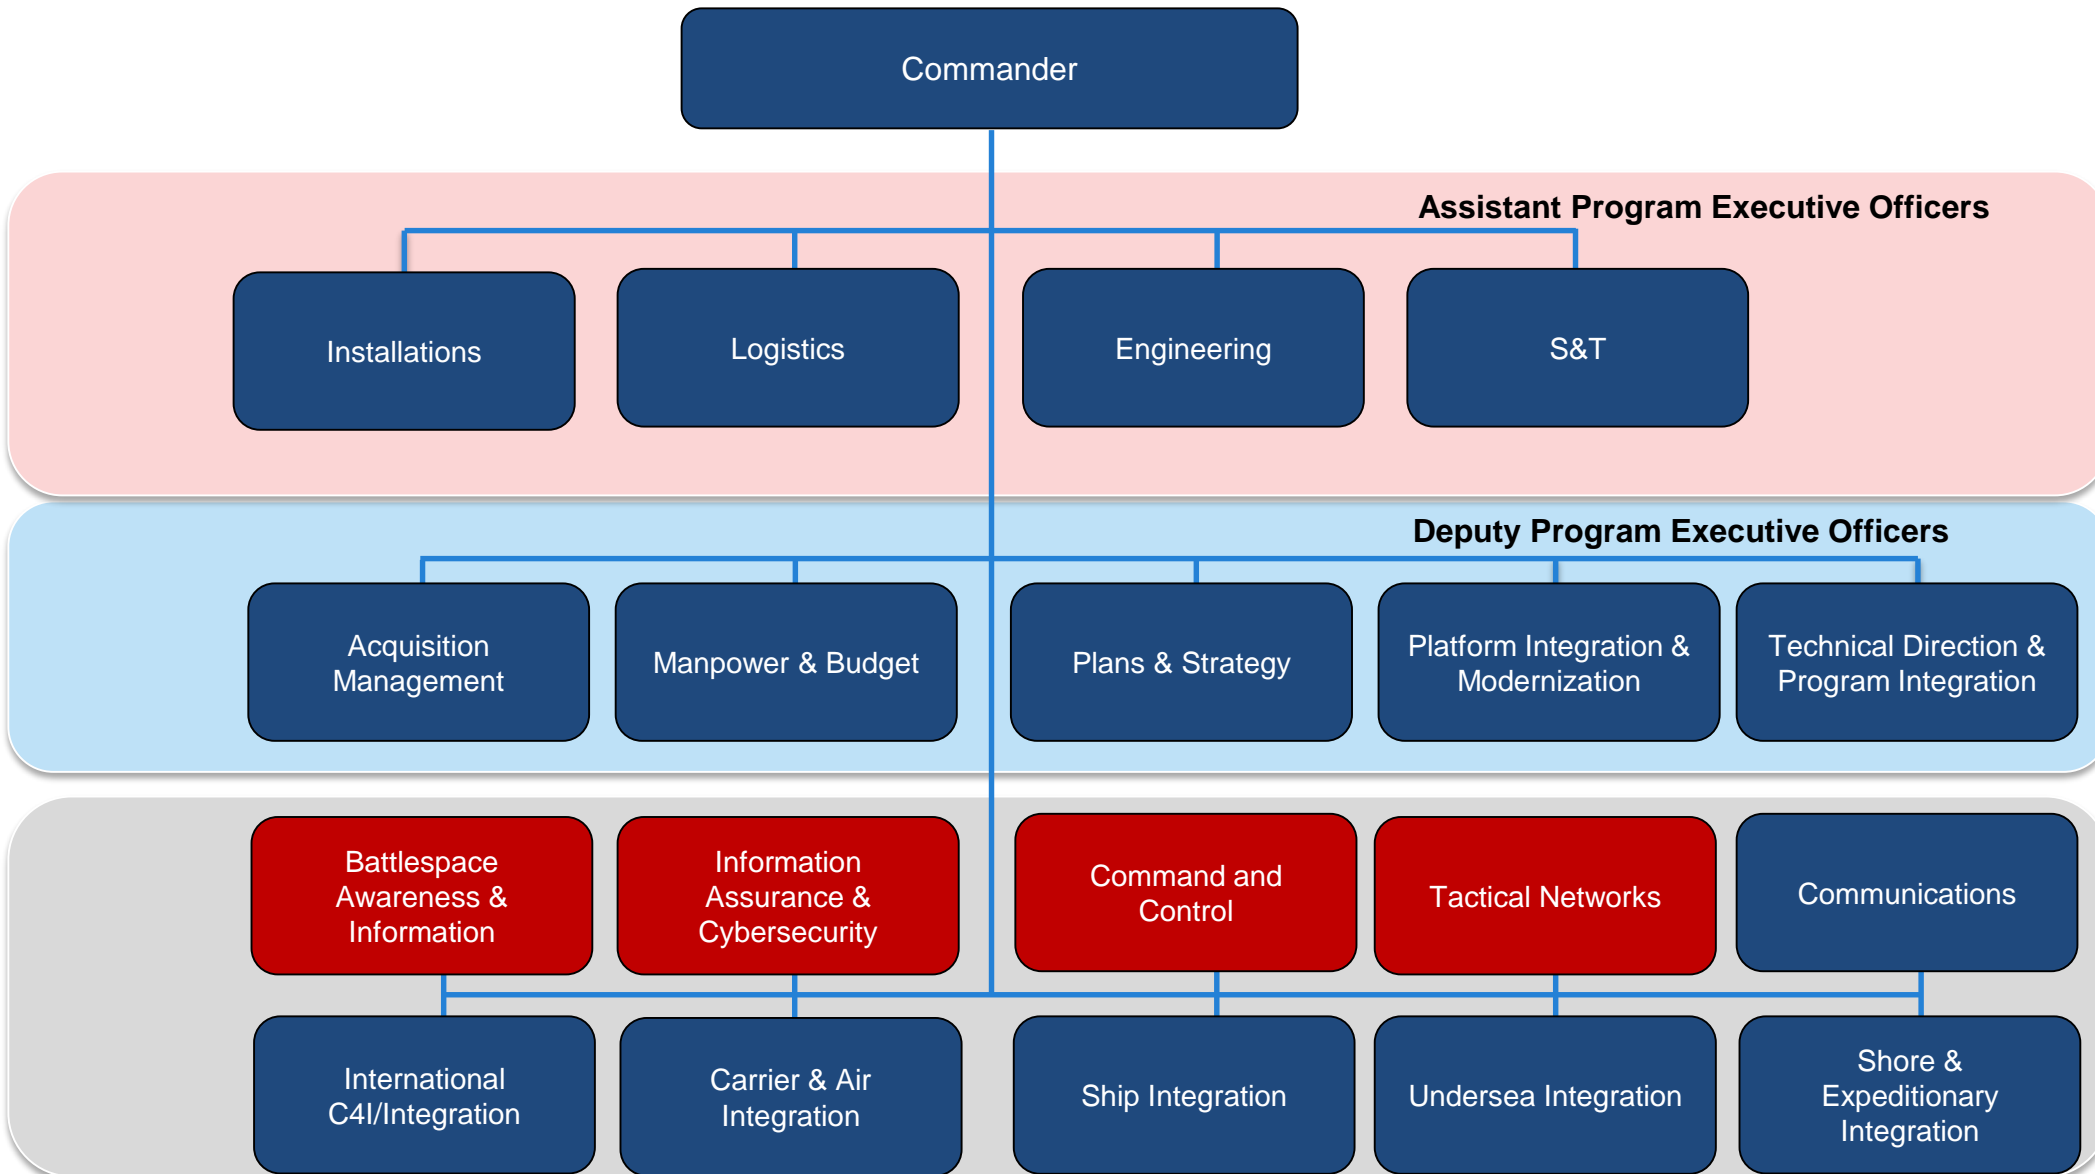 Commander
Assistant Program Executive Officers
Installations
Logistics
Engineering
S&T
Deputy Program Executive Officers
Acquisition
Management
Manpower & Budget
Plans & Strategy
Platform Integration &
Modernization
Technical Direction &
Program Integration
Battlespace
Awareness &
Information
Information
Assurance &
Cybersecurity
Command and
Control
Tactical Networks
Communications
International
C4I/Integration
Carrier & Air
Integration
Ship Integration
Undersea Integration
Shore &
Expeditionary
Integration